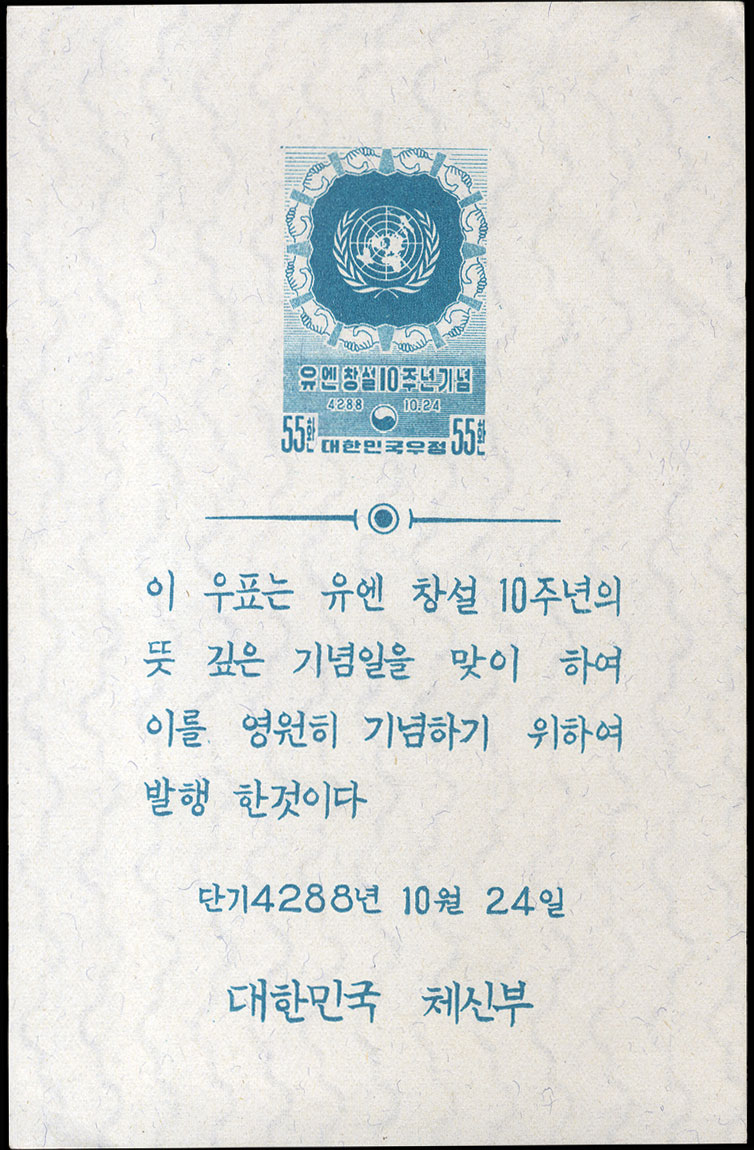 유엔창설10주년기념
4288 10.24
55환 대한민국우정 55환
이 우표는 유엔 창설 10주년의
뜻 깊은 기념일을 맞이 하여
이를 영원히 기념하기 위하여
발행 한것이다
단기4288년 10월 24일
대한민국 체신부